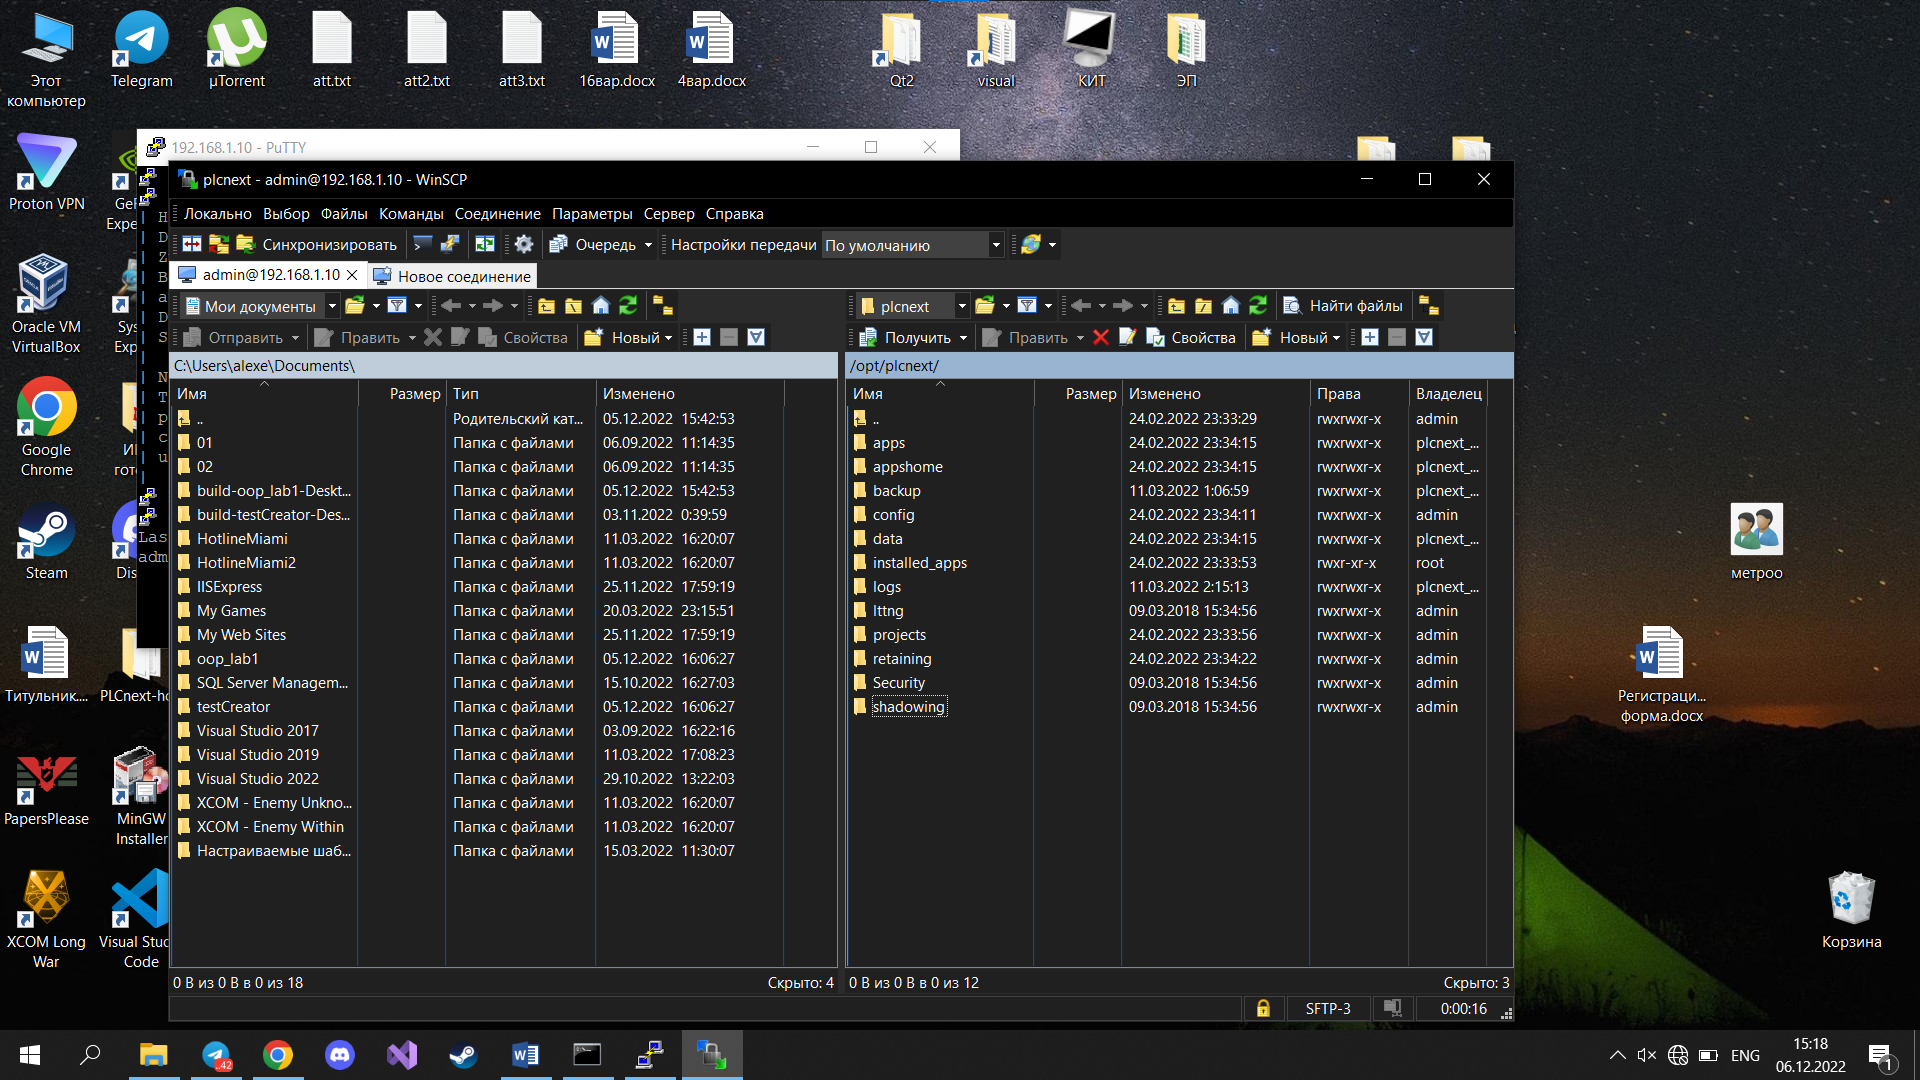 Этот компьютер
Telegram
µTorrent
att.txt
att2.txt
att3.txt
16вар.docx
4вар.docx
Qt2
visual
КИТ
ЭП
192.168.1.10 - PuTTY
Proton VPN
plcnext - admin@192.168.1.10 - WinSCP
Локально Выбор Файлы Команды Соединение Параметры Сервер Справка
Синхронизировать Очередь Настройки передачи По умолчанию
admin@192.168.1.10 Новое соединение
Мои документы
plcnext Найти файлы
Отправить Править Свойства Новый
Получить Править Свойства Новый
C:\Users\alexe\Documents\
Имя Размер Тип Изменено
.. Родительский кат... 05.12.2022 15:42:53
01 Папка с файлами 06.09.2022 11:14:35
02 Папка с файлами 06.09.2022 11:14:35
build-oop_lab1-Deskt... Папка с файлами 05.12.2022 15:42:53
build-testCreator-Des... Папка с файлами 03.11.2022 0:39:59
HotlineMiami Папка с файлами 11.03.2022 16:20:07
HotlineMiami2 Папка с файлами 11.03.2022 16:20:07
IISExpress Папка с файлами 25.11.2022 17:59:19
My Games Папка с файлами 20.03.2022 23:15:51
My Web Sites Папка с файлами 25.11.2022 17:59:19
oop_lab1 Папка с файлами 05.12.2022 16:06:27
SQL Server Managem... Папка с файлами 15.10.2022 16:27:03
testCreator Папка с файлами 05.12.2022 16:06:27
Visual Studio 2017 Папка с файлами 03.09.2022 16:22:16
Visual Studio 2019 Папка с файлами 11.03.2022 17:08:23
Visual Studio 2022 Папка с файлами 29.10.2022 13:22:03
XCOM - Enemy Unkno... Папка с файлами 11.03.2022 16:20:07
XCOM - Enemy Within Папка с файлами 11.03.2022 16:20:07
Настраиваемые шаб... Папка с файлами 15.03.2022 11:30:07
0 B из 0 B в 0 из 18 Скрыто: 4
/opt/plcnext/
Имя Размер Изменено Права Владелец
.. 24.02.2022 23:33:29 rwxrwxr-x admin
apps 24.02.2022 23:34:15 rwxrwxr-x plcnext_...
appshome 24.02.2022 23:34:15 rwxrwxr-x plcnext_...
backup 11.03.2022 1:06:59 rwxrwxr-x plcnext_...
config 24.02.2022 23:34:11 rwxrwxr-x admin
data 24.02.2022 23:34:15 rwxrwxr-x plcnext_...
installed_apps 24.02.2022 23:33:53 rwxr-xr-x root
logs 11.03.2022 2:15:13 rwxrwxr-x plcnext_...
lttng 09.03.2018 15:34:56 rwxrwxr-x admin
projects 24.02.2022 23:33:56 rwxrwxr-x admin
retaining 24.02.2022 23:34:22 rwxrwxr-x admin
Security 09.03.2018 15:34:56 rwxrwxr-x admin
shadowing 09.03.2018 15:34:56 rwxrwxr-x admin
0 B из 0 B в 0 из 12 Скрыто: 3
SFTP-3 0:00:16
Oracle VM VirtualBox
Google Chrome
Steam
Титульник....
PLCnext-ho
PapersPlease
MinGW Installer
XCOM Long War
Visual Stud Code
Las
adm
метроо
Регистраци... форма.docx
Корзина
42
ENG
15:18
06.12.2022
1